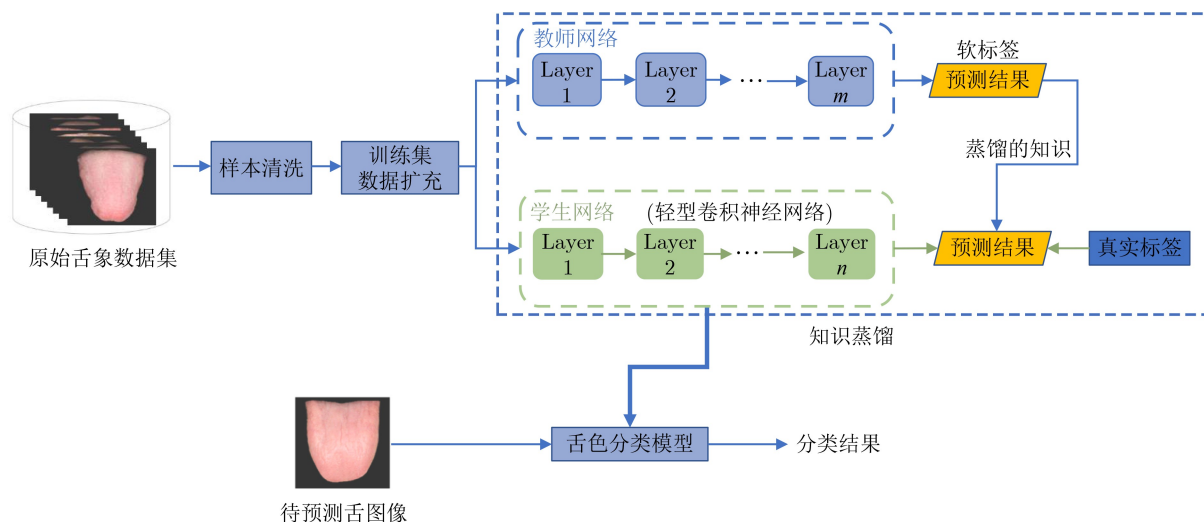 教师网络
Layer
1
Layer
2
···
Layer
m
软标签
预测结果
蒸馏的知识
样本清洗
训练集
数据扩充
原始舌象数据集
学生网络
(轻型卷积神经网络)
Layer
1
Layer
2
···
Layer
n
预测结果
真实标签
知识蒸馏
舌色分类模型
分类结果
待预测舌图像